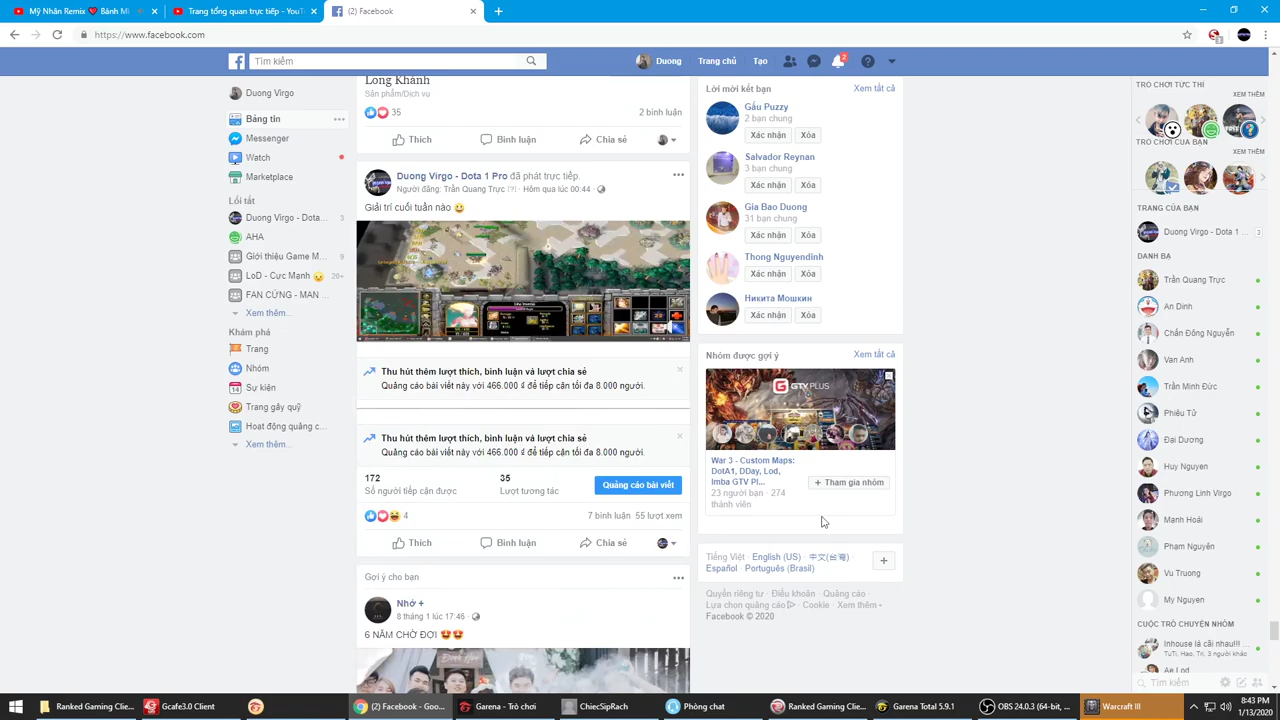 Mỹ Nhân Remix ❤ Bánh Mì
Trang tổng quan trực tiếp - YouT
(2) Facebook
https://www.facebook.com
Tìm kiếm
Duong
Trang chủ
Tạo
2
Duong Virgo
Bảng tin
Messenger
Watch
Marketplace
Lối tắt
Duong Virgo - Dota... 3
AHA
Giới thiệu Game M... 9
LoD - Cực Mạnh 20+
FAN CỨNG - MAN ...
Xem thêm...
Khám phá
Trang
Nhóm
Sự kiện
Trang gây quỹ
Hoạt động quảng c...
Xem thêm...
Long Khánh
Sản phẩm/Dịch vụ
35
2 bình luận
Thích
Bình luận
Chia sẻ
Duong Virgo - Dota 1 Pro đã phát trực tiếp.
Người đăng: Trần Quang Trực [?] · Hôm qua lúc 00:44 ·
Giải trí cuối tuần nào 😃
Thu hút thêm lượt thích, bình luận và lượt chia sẻ
Quảng cáo bài viết này với 466.000 ₫ để tiếp cận tối đa 8.000 người.
Thu hút thêm lượt thích, bình luận và lượt chia sẻ
Quảng cáo bài viết này với 466.000 ₫ để tiếp cận tối đa 8.000 người.
172
Số người tiếp cận được
35
Lượt tương tác
Quảng cáo bài viết
4
7 bình luận 55 lượt xem
Thích
Bình luận
Chia sẻ
Gợi ý cho bạn
Nhớ +
8 tháng 1 lúc 17:46 ·
6 NĂM CHỜ ĐỢI 😍😍
Lời mời kết bạn
Xem tất cả
Gấu Puzzy
2 bạn chung
Xác nhận Xóa
Salvador Reynan
3 bạn chung
Xác nhận Xóa
Gia Bao Duong
31 bạn chung
Xác nhận Xóa
Thong Nguyendinh
Xác nhận Xóa
Никита Мошкин
Xác nhận Xóa
Nhóm được gợi ý
Xem tất cả
GTV PLUS
War 3 - Custom Maps:
DotA1, DDay, Lod,
Imba GTV Pl...
23 người bạn · 274
thành viên
+ Tham gia nhóm
Tiếng Việt · English (US) · 中文(台灣) ·
Español · Português (Brasil)
Quyền riêng tư · Điều khoản · Quảng cáo ·
Lựa chọn quảng cáo · Cookie · Xem thêm
Facebook © 2020
TRÒ CHƠI TỨC THÌ
XEM THÊM
TRÒ CHƠI CỦA BẠN
XEM THÊM
TRANG CỦA BẠN
Duong Virgo - Dota 1 ... 3
DANH BẠ
Trần Quang Trực
An Dinh
Chấn Đông Nguyễn
Van Anh
Trần Minh Đức
Phiêu Tử
Đại Dương
Huy Nguyen
Phương Linh Virgo
Mạnh Hoài
Phạm Nguyên
Vu Truong
My Nguyen
CUỘC TRÒ CHUYỆN NHÓM
Inhouse lá cải nhau!!! ...
TuTi, Hao, Tri, 3 người khác
Ae Lod
Tìm kiếm
Ranked Gaming Clie...
Gcafe3.0 Client
(2) Facebook - Goo...
Garena - Trò chơi
ChiecSipRach
Phòng chat
Ranked Gaming Clie...
Garena Total 5.9.1
OBS 24.0.3 (64-bit, ...
Warcraft III
8:43 PM
1/13/2020